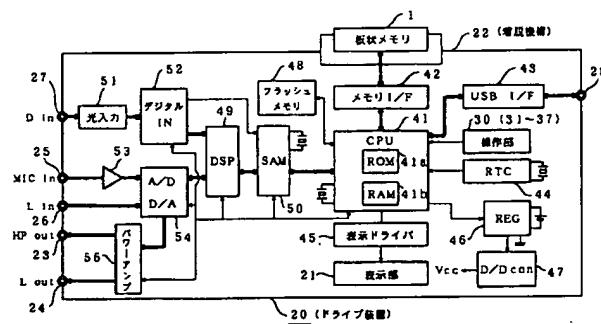 1
板状メモリ
22 (着脱機構)
27
51
52
48
42
43
28
D in
光入力
デジタル
IN
49
フラッシュ
メモリ
メモリI/F
USB I/F
41
30 (31~37)
25
53
DSP
SAM
CPU
ROM
41a
操作部
MIC in
A/D
D/A
RAM
41b
RTC
L in
26
54
50
44
HP out
23
56
パワーアンプ
45
表示ドライバ
46
REG
L out
24
21
表示部
Vcc
D/Dcon
47
20 (ドライブ装置)